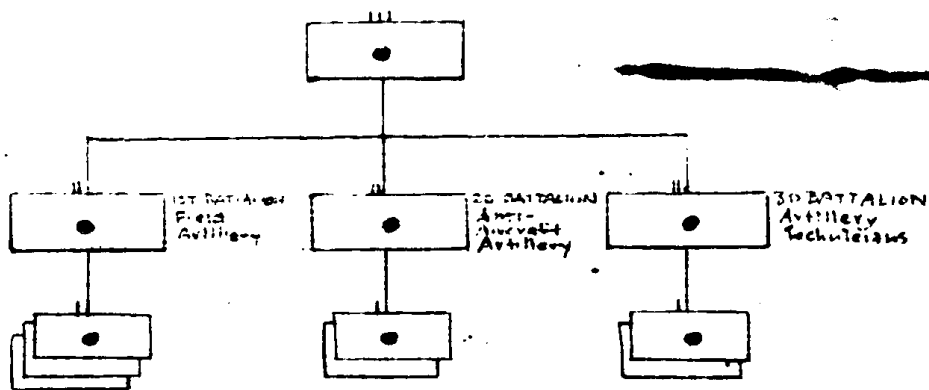 1ST BATTALION
Field
Artillery
2D BATTALION
Anti-
Aircraft
Artillery
3D BATTALION
Artillery
Technicians